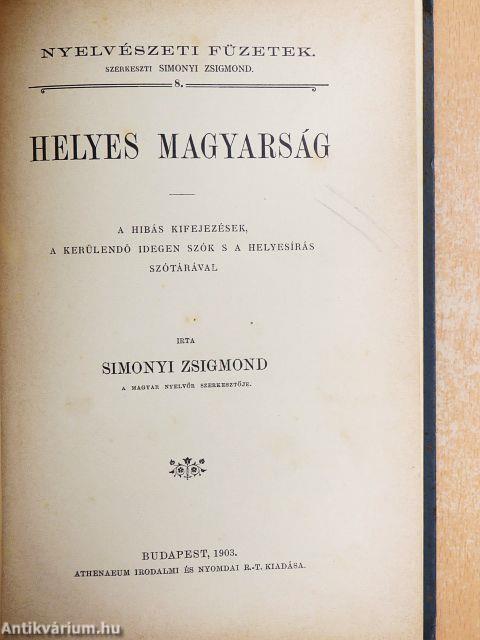 NYELVÉSZETI FÜZETEK.
SZERKESZTI SIMONYI ZSIGMOND.
8.
HELYES MAGYARSÁG
A HIBÁS KIFEJEZÉSEK,
A KERÜLENDŐ IDEGEN SZÓK S A HELYESÍRÁS
SZÓTÁRÁVAL
IRTA
SIMONYI ZSIGMOND
A MAGYAR NYELVŐR SZERKESZTŐJE.
BUDAPEST, 1903.
ATHENAEUM IRODALMI ÉS NYOMDAI R.-T. KIADÁSA.
Antikvárium.hu